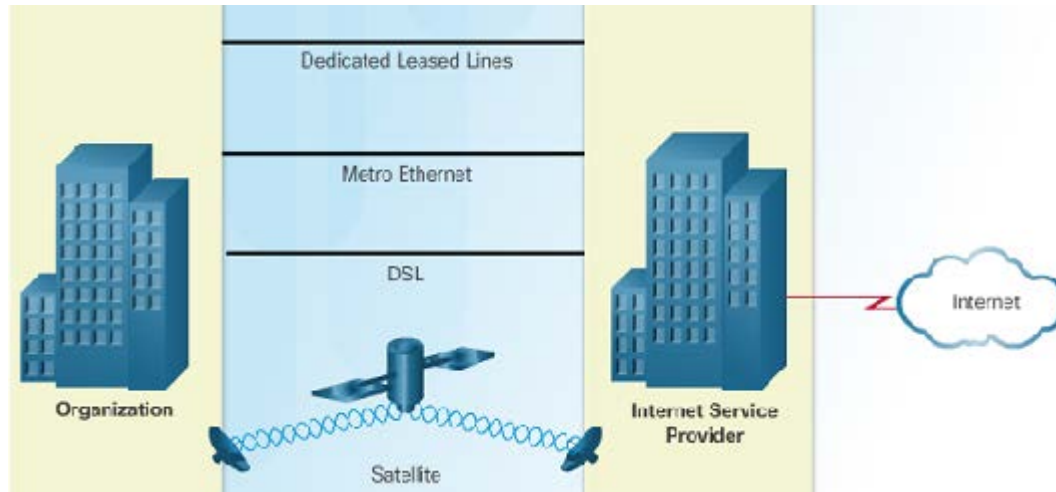 Dedicated Leased Lines
Metro Ethernet
DSL
Internet
Organization
Internet Service
Provider
Satellite